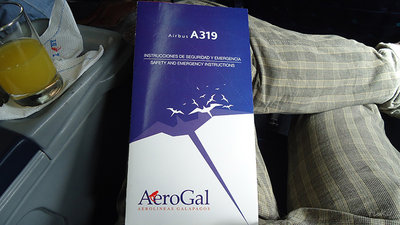 Airbus A319
INSTRUCCIONES DE SEGURIDAD Y EMERGENCIA
SAFETY AND EMERGENCY INSTRUCTIONS
AeroGal
AEROLINEAS GALAPAGOS